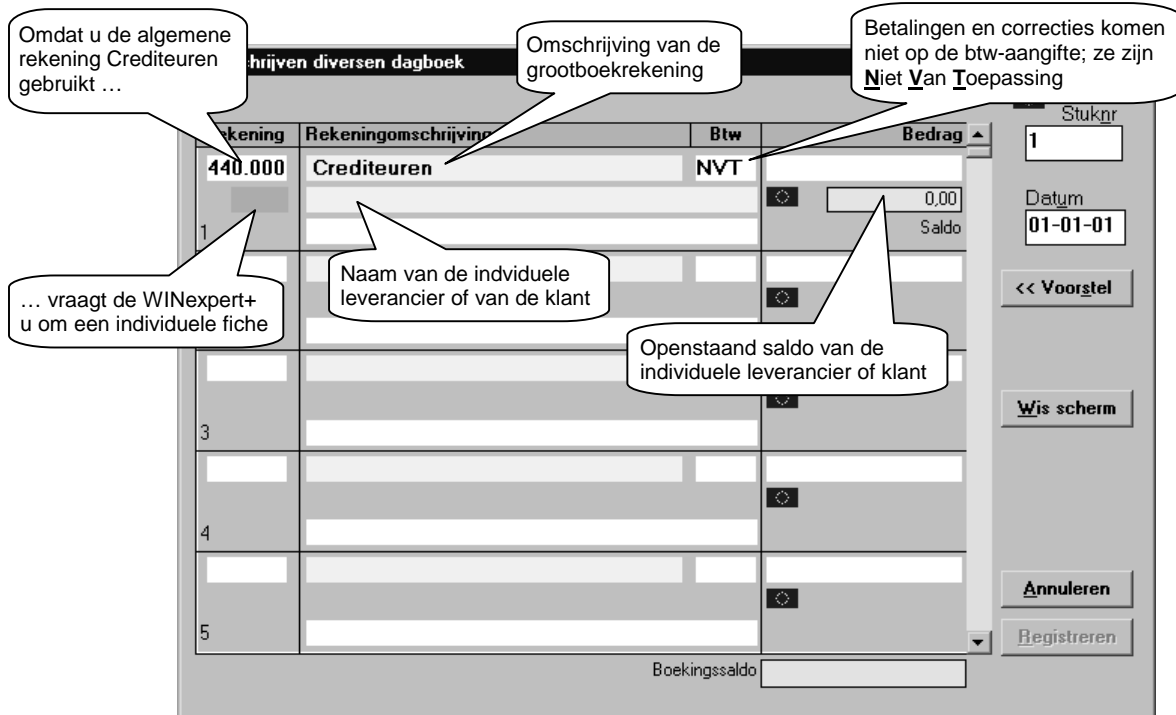 Omdat u de algemene
rekening Crediteuren
gebruikt …
Omschrijving van de
grootboekrekening
Betalingen en correcties komen
niet op de btw-aangifte; ze zijn
Niet Van Toepassing
diversen dagboek
Rekeningomschrijving
Btw
Bedrag
Stuknr
1
440.000
Crediteuren
NVT
0,00
Saldo
1
Datum
01-01-01
… vraagt de WINexpert+
u om een individuele fiche
Naam van de indviduele
leverancier of van de klant
Openstaand saldo van de
individuele leverancier of klant
<< Voorstel
Wis scherm
3
4
5
Annuleren
Registreren
Boekingssaldo